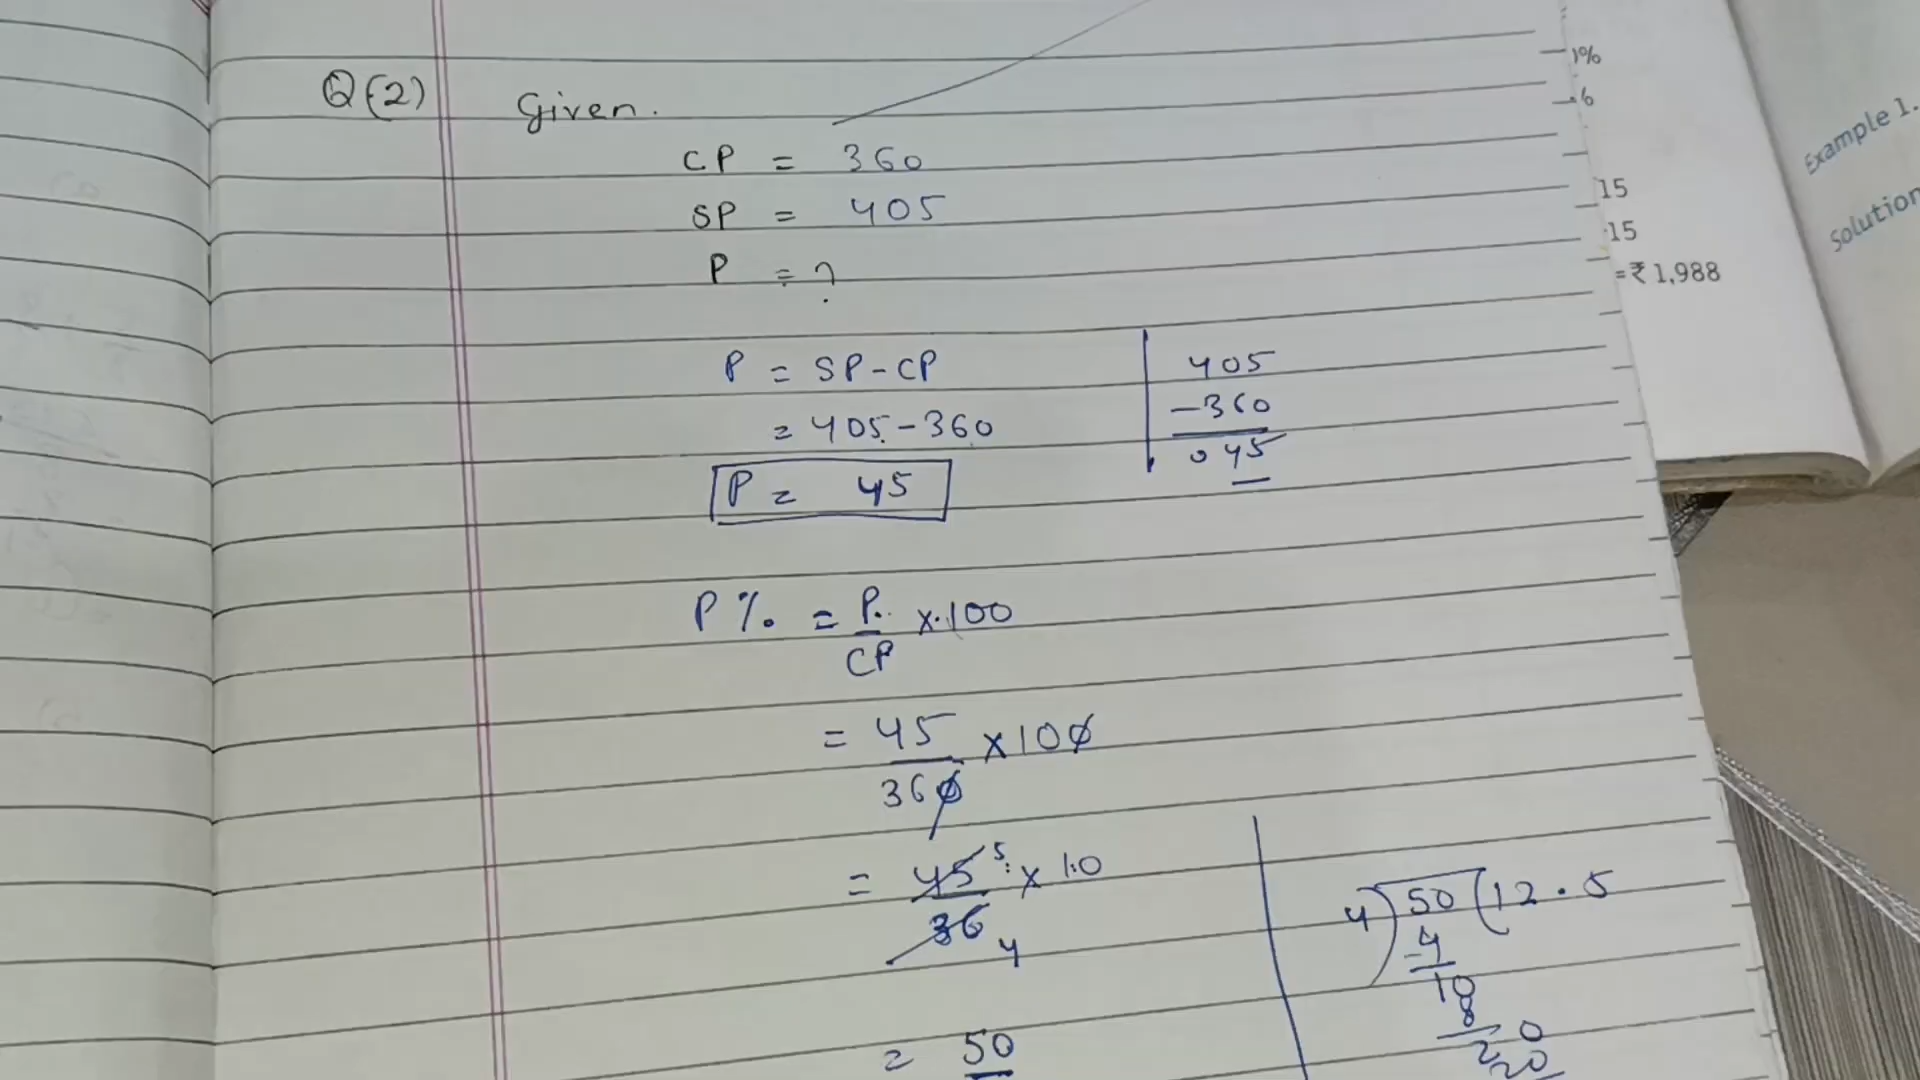 Q(2) Given.
CP = 360
SP = 405
P = ?
P = SP-CP
= 405-360
P = 45
405
-360
045
P % = P/CP x 100
= 45/360 x 100
= 45/36 x 10
5
4
= 50
4) 50 (12.5
-4
10
8
20
20
1%
.6
15
15
= ₹ 1,988
Example 1.
Solution